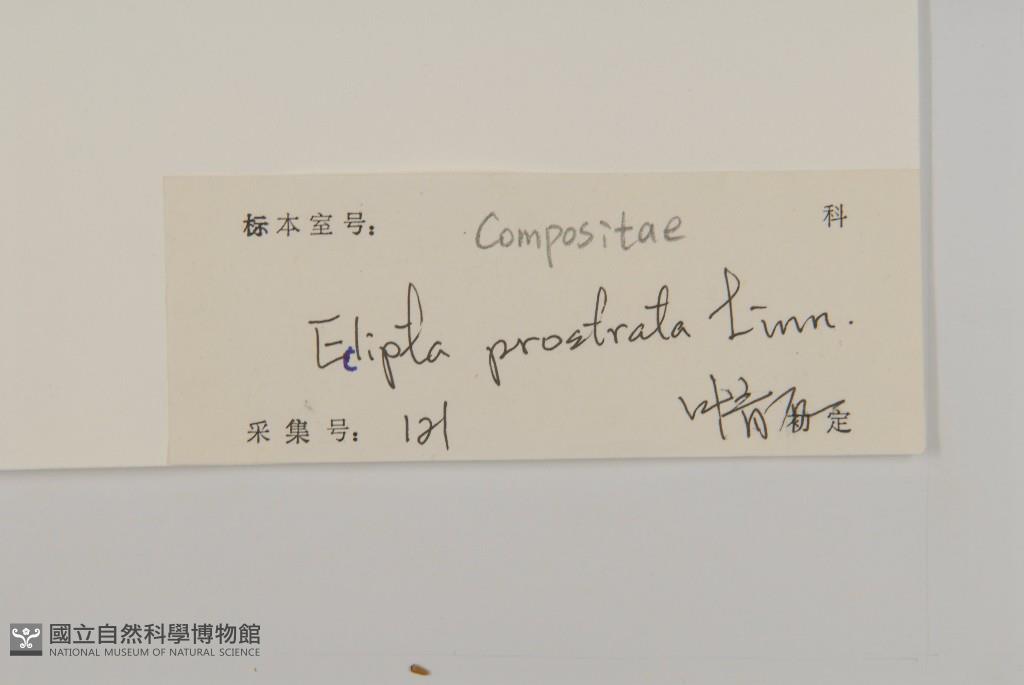 标本室号： Compositae 科
Eclipta prostrata Linn.
采集号： 121 定
國立自然科學博物館
NATIONAL MUSEUM OF NATURAL SCIENCE